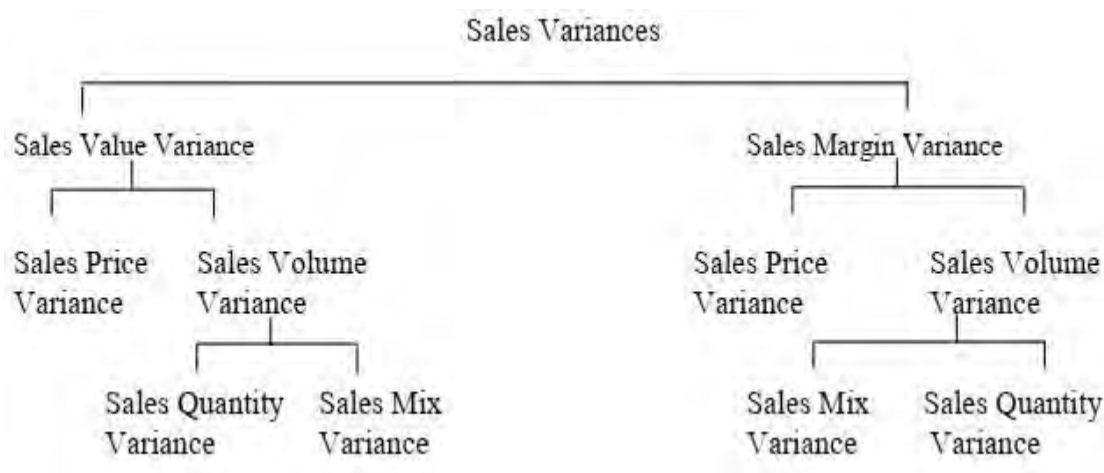 Sales Variances
Sales Value Variance
Sales Margin Variance
Sales Price
Variance
Sales Volume
Variance
Sales Price
Variance
Sales Volume
Variance
Sales Quantity
Variance
Sales Mix
Variance
Sales Mix
Variance
Sales Quantity
Variance